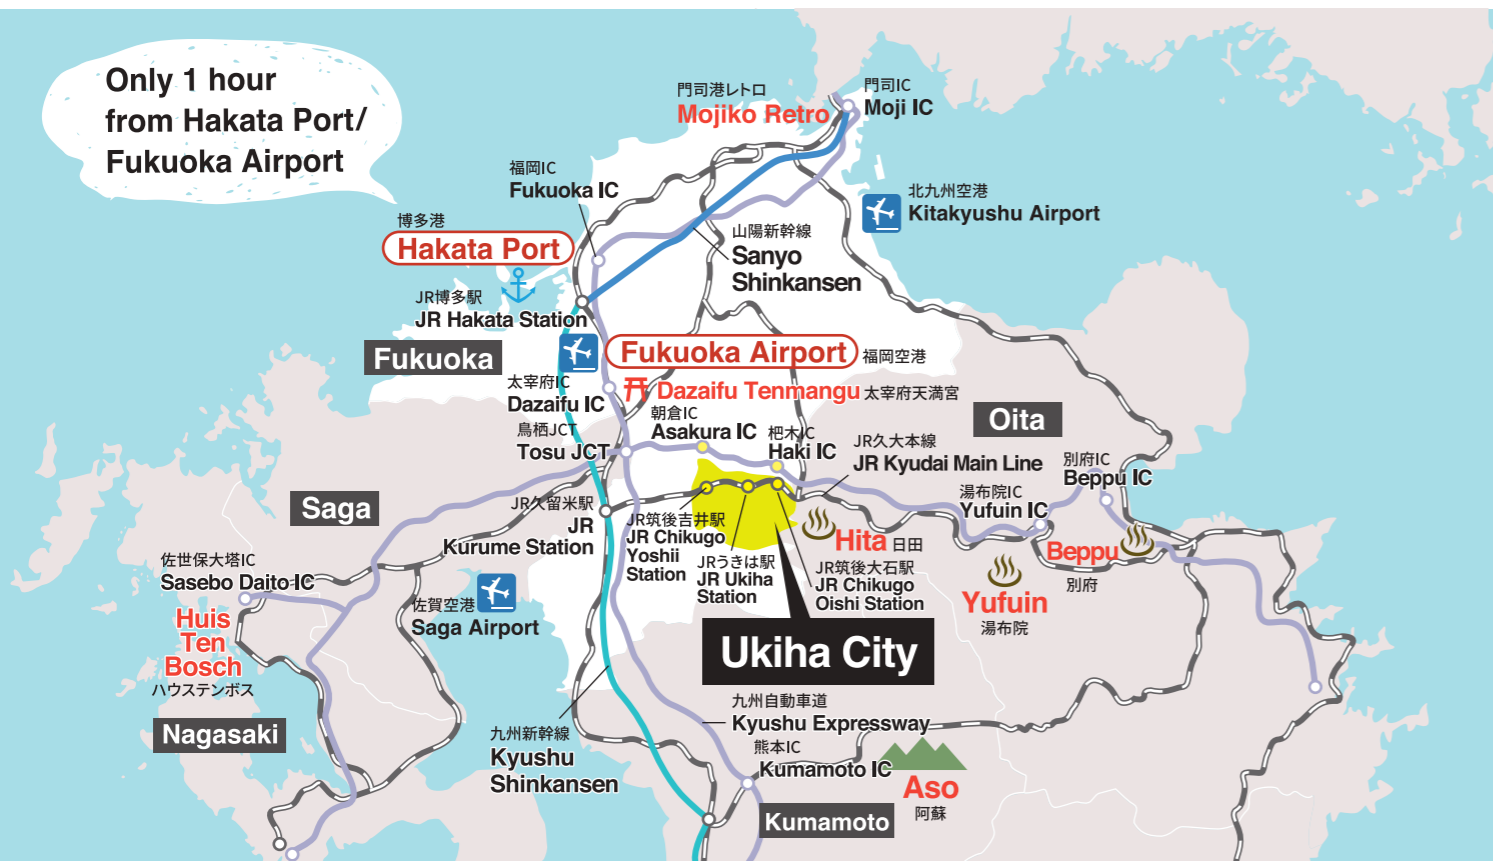 Only 1 hour
from Hakata Port/
Fukuoka Airport
門司港レトロ
Mojiko Retro
門司IC
Moji IC
福岡IC
Fukuoka IC
北九州空港
Kitakyushu Airport
博多港
Hakata Port
山陽新幹線
Sanyo
Shinkansen
JR博多駅
JR Hakata Station
Fukuoka
Fukuoka Airport
福岡空港
太宰府IC
Dazaifu IC
Dazaifu Tenmangu
太宰府天満宮
朝倉IC
Asakura IC
杷木IC
Haki IC
鳥栖JCT
Tosu JCT
Oita
JR久大本線
JR Kyudai Main Line
別府IC
Beppu IC
湯布院IC
Yufuin IC
Saga
JR久留米駅
JR
Kurume Station
JR筑後吉井駅
JR Chikugo
Yoshii
Station
JRうきは駅
JR Ukiha
Station
JR筑後大石駅
JR Chikugo
Oishi Station
Hita
日田
Beppu
別府
Yufuin
湯布院
佐世保大塔IC
Sasebo Daito IC
Huis
Ten
Bosch
ハウステンボス
佐賀空港
Saga Airport
Ukiha City
Nagasaki
九州新幹線
Kyushu
Shinkansen
九州自動車道
Kyushu Expressway
熊本IC
Kumamoto IC
Aso
阿蘇
Kumamoto